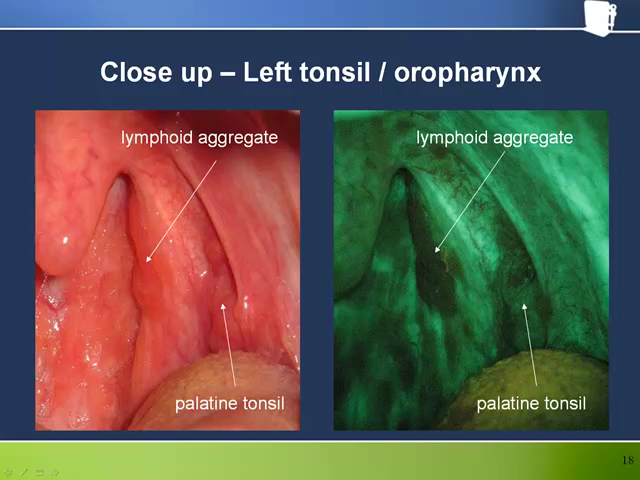 Close up – Left tonsil / oropharynx
lymphoid aggregate
lymphoid aggregate
palatine tonsil
palatine tonsil
18